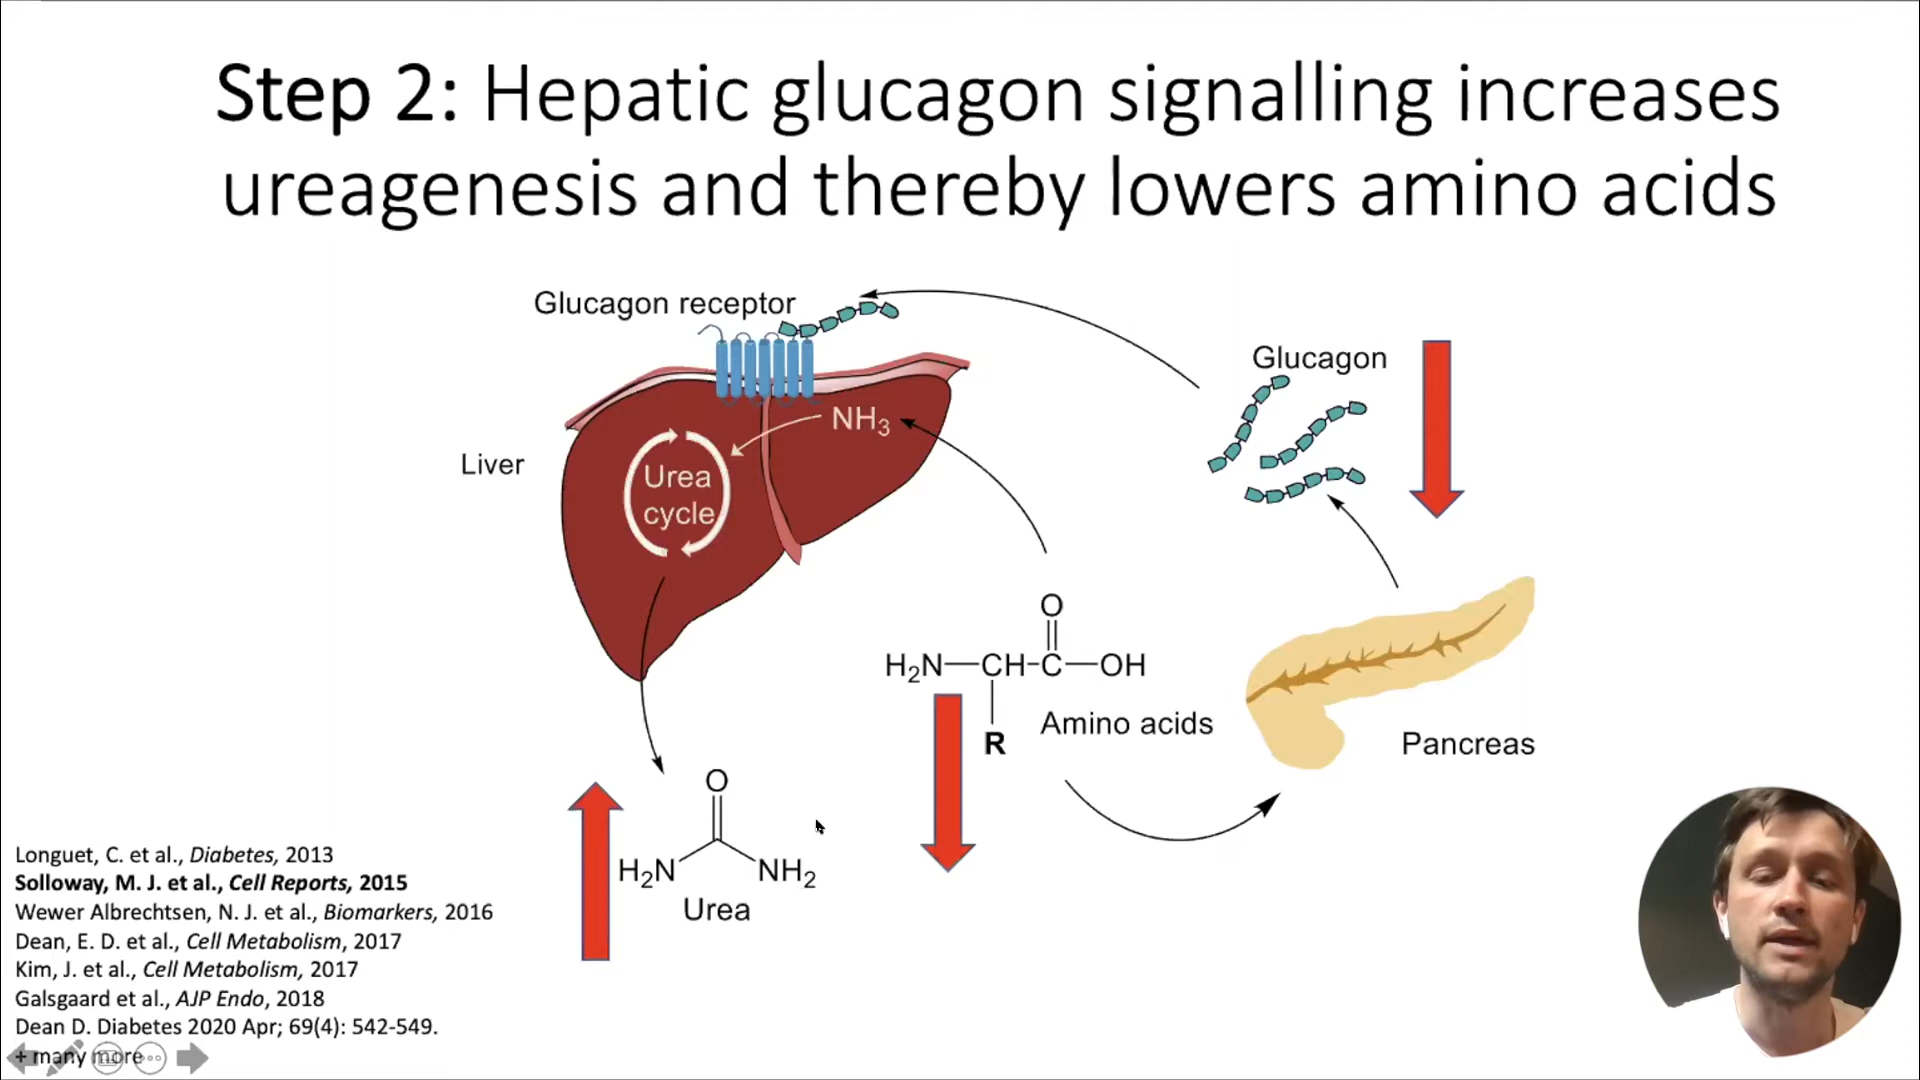 Step 2: Hepatic glucagon signalling increases
ureagenesis and thereby lowers amino acids
Glucagon receptor
Glucagon
NH3
Liver
Urea
cycle
O
H2N—CH-C—OH
R
Amino acids
Pancreas
O
H2N
NH2
Urea
Longuet, C. et al., Diabetes, 2013
Solloway, M. J. et al., Cell Reports, 2015
Wewer Albrechtsen, N. J. et al., Biomarkers, 2016
Dean, E. D. et al., Cell Metabolism, 2017
Kim, J. et al., Cell Metabolism, 2017
Galsgaard et al., AJP Endo, 2018
Dean D. Diabetes 2020 Apr; 69(4): 542-549.
+ many more